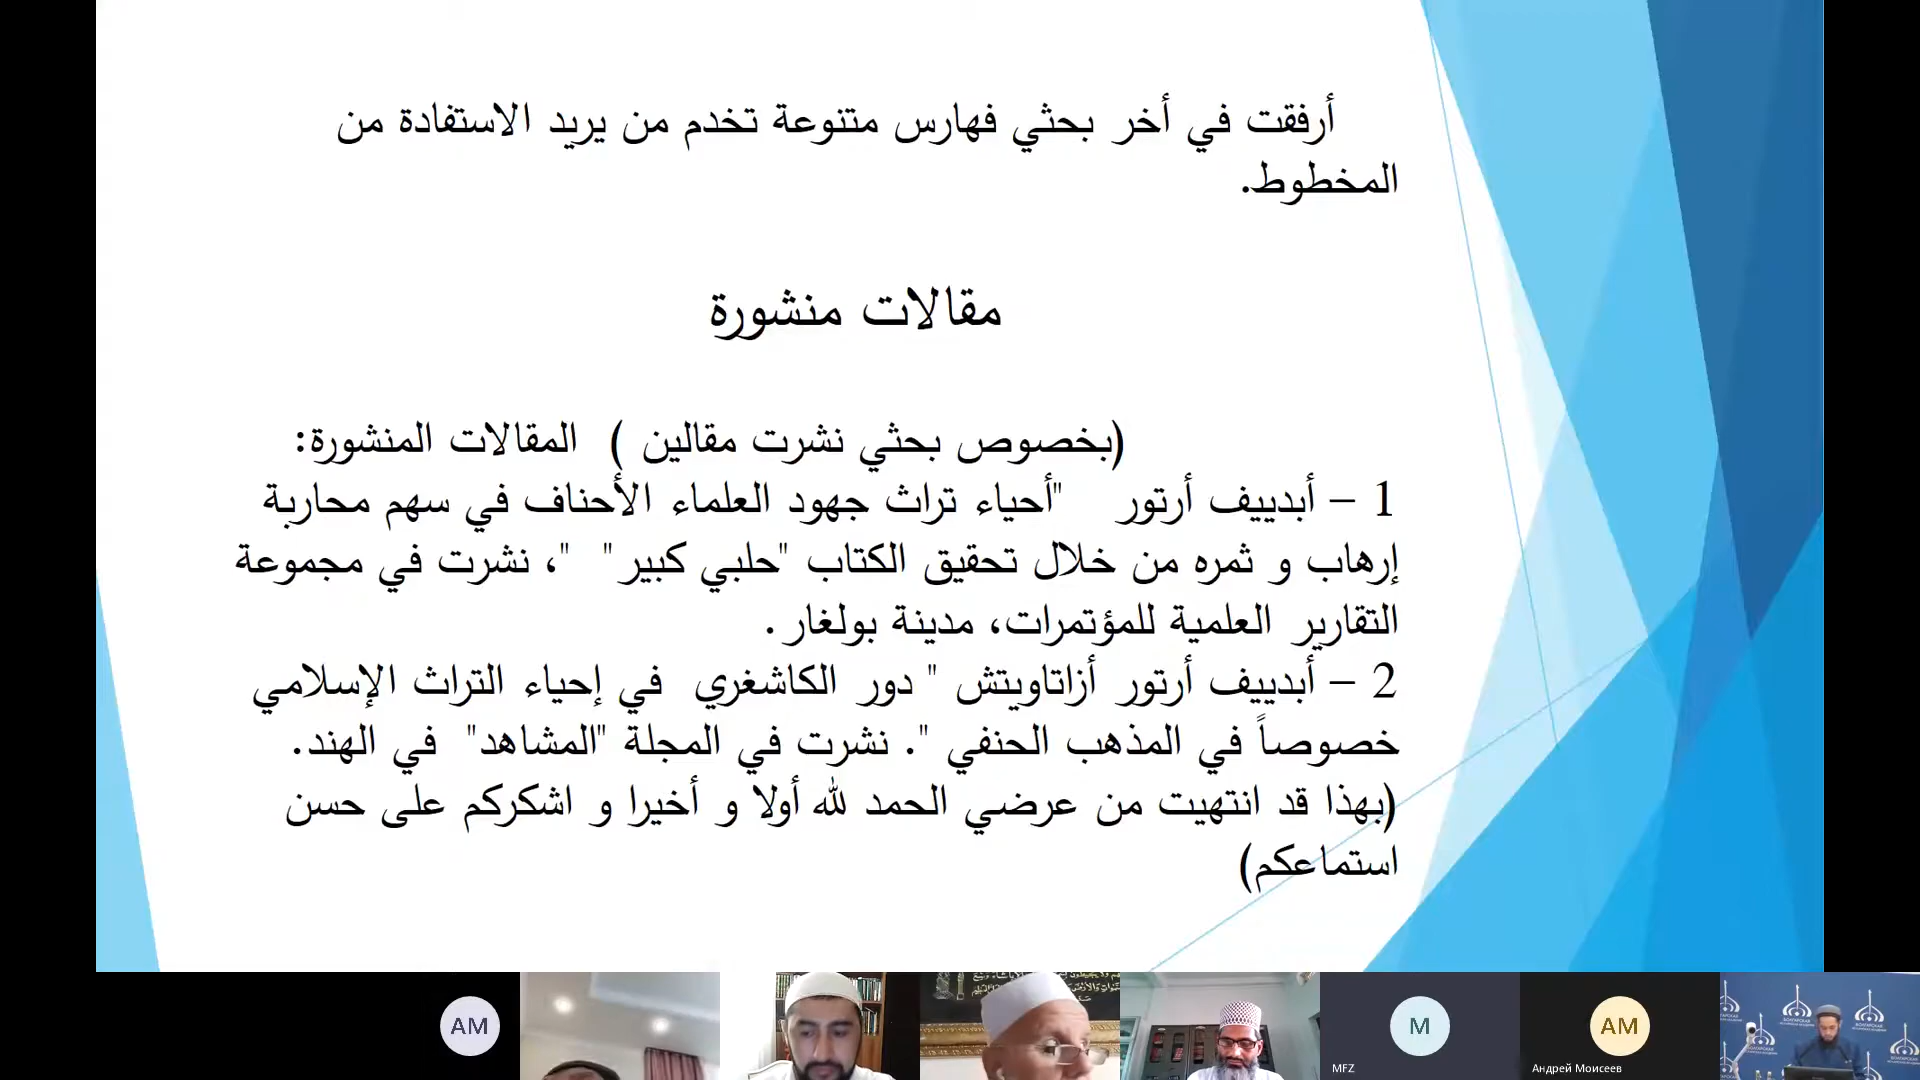 أرفقت في أخر بحثي فهارس متنوعة تخدم من يريد الاستفادة من
المخطوط.
مقالات منشورة
(بخصوص بحثي نشرت مقالين ) المقالات المنشورة:
1 – أبدييف أرتور "أحياء تراث جهود العلماء الأحناف في سهم محاربة
إرهاب و ثمره من خلال تحقيق الكتاب "حلبي كبير" "، نشرت في مجموعة
التقارير العلمية للمؤتمرات، مدينة بولغار.
2 – أبدييف أرتور أزاتاويتش " دور الكاشغري في إحياء التراث الإسلامي
خصوصاً في المذهب الحنفي ". نشرت في المجلة "المشاهد" في الهند.
(بهذا قد انتهيت من عرضي الحمد لله أولا و أخيرا و اشكركم على حسن
استماعكم)
AM
M
MFZ
AM
Андрей Моисеев